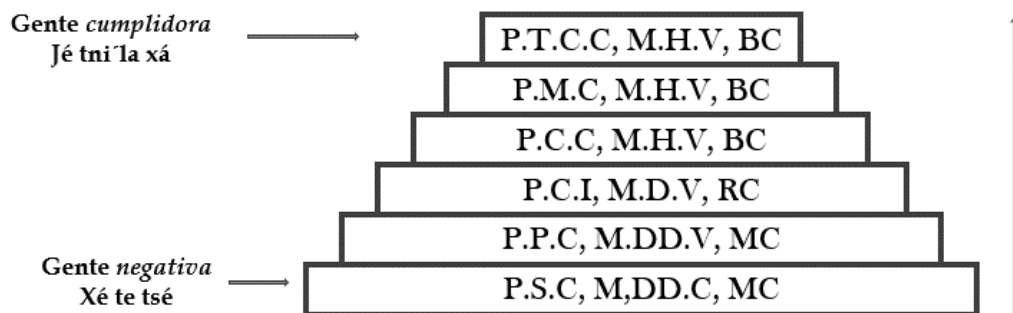 Gente cumplidora
Jé tni´la xá
P.T.C.C, M.H.V, BC
P.M.C, M.H.V, BC
P.C.C, M.H.V, BC
P.C.I, M.D.V, RC
P.P.C, M.DD.V, MC
Gente negativa
Xé te tsé
P.S.C, M,DD.C, MC